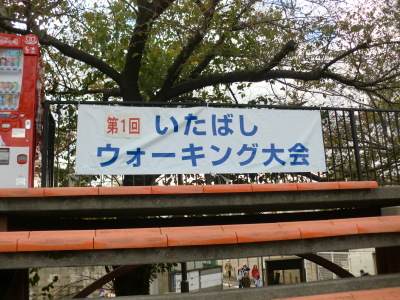 第1回 いたばし
ウォーキング大会